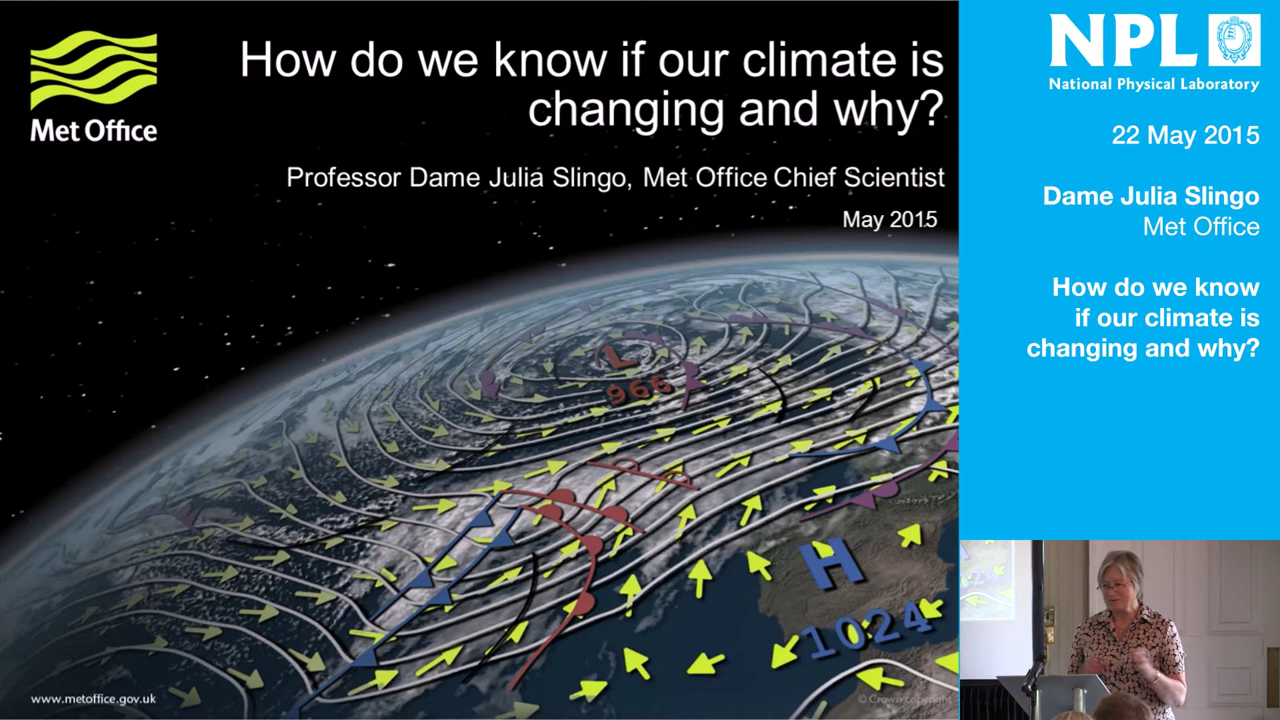 Met Office
How do we know if our climate is
changing and why?
Professor Dame Julia Slingo, Met Office Chief Scientist
May 2015
L
966
H
1024
www.metoffice.gov.uk
© Crown copyright
NPL
National Physical Laboratory
22 May 2015
Dame Julia Slingo
Met Office
How do we know
if our climate is
changing and why?